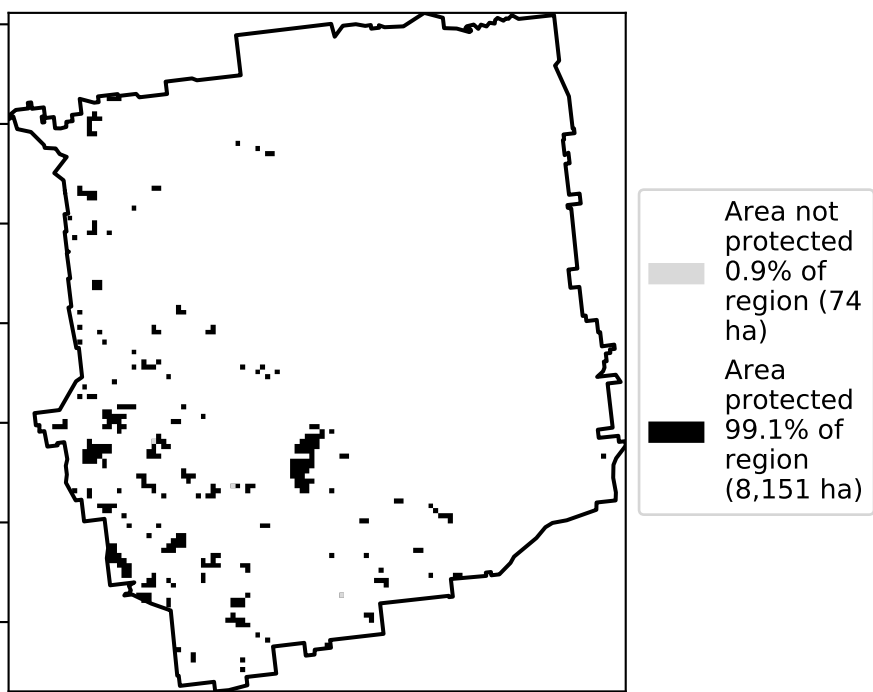 Area not
protected
0.9% of
region (74
ha)
Area
protected
99.1% of
region
(8,151 ha)